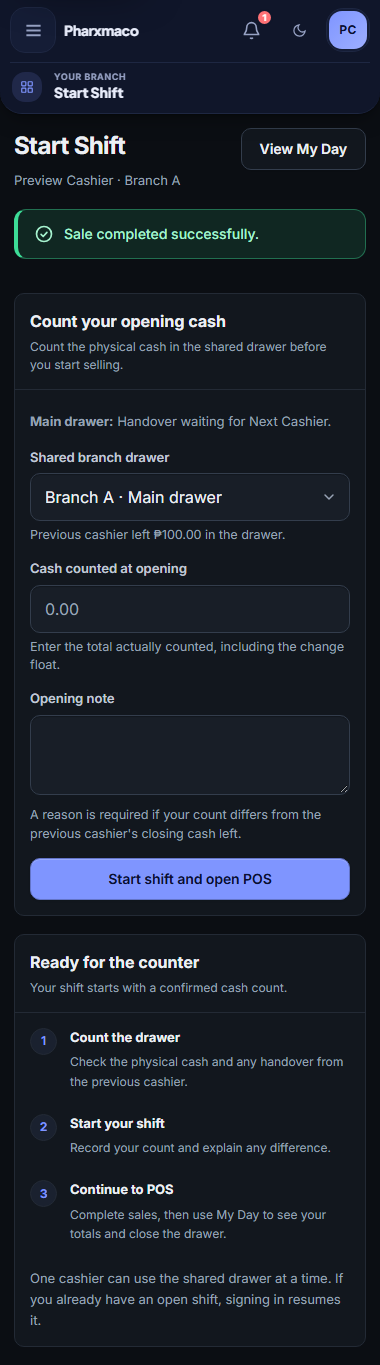 Pharxmaco
1
PC
YOUR BRANCH
Start Shift
Start Shift
View My Day
Preview Cashier · Branch A
Sale completed successfully.
Count your opening cash
Count the physical cash in the shared drawer before
you start selling.
Main drawer: Handover waiting for Next Cashier.
Shared branch drawer
Branch A · Main drawer
Previous cashier left ₱100.00 in the drawer.
Cash counted at opening
0.00
Enter the total actually counted, including the change
float.
Opening note
A reason is required if your count differs from the
previous cashier's closing cash left.
Start shift and open POS
Ready for the counter
Your shift starts with a confirmed cash count.
1
Count the drawer
Check the physical cash and any handover from
the previous cashier.
2
Start your shift
Record your count and explain any difference.
3
Continue to POS
Complete sales, then use My Day to see your
totals and close the drawer.
One cashier can use the shared drawer at a time. If
you already have an open shift, signing in resumes
it.